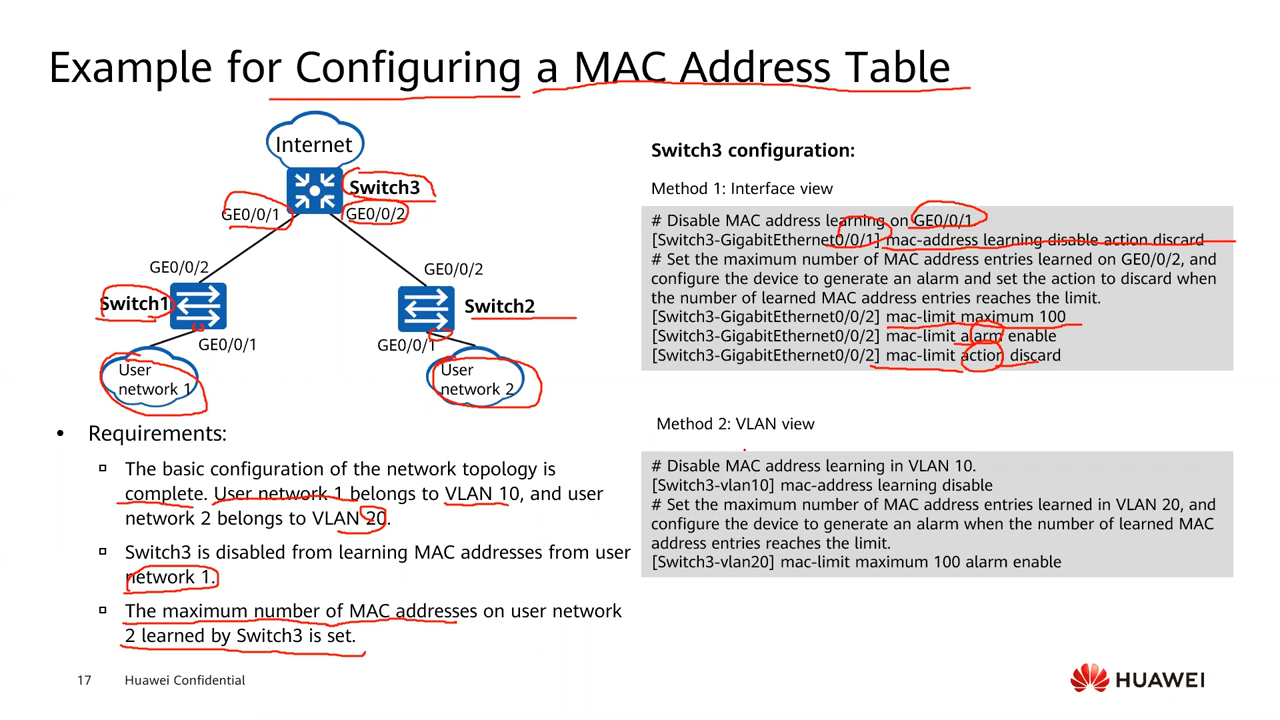 Example for Configuring a MAC Address Table
Internet
Switch3
GE0/0/1
GE0/0/2
GE0/0/2
GE0/0/2
Switch1
Switch2
GE0/0/1
GE0/0/1
User
network 1
User
network 2
• Requirements:
The basic configuration of the network topology is
complete. User network 1 belongs to VLAN 10, and user
network 2 belongs to VLAN 20.
Switch3 is disabled from learning MAC addresses from user
network 1.
The maximum number of MAC addresses on user network
2 learned by Switch3 is set.
Switch3 configuration:
Method 1: Interface view
# Disable MAC address learning on GE0/0/1
[Switch3-GigabitEthernet0/0/1] mac-address learning disable action discard
# Set the maximum number of MAC address entries learned on GE0/0/2, and
configure the device to generate an alarm and set the action to discard when
the number of learned MAC address entries reaches the limit.
[Switch3-GigabitEthernet0/0/2] mac-limit maximum 100
[Switch3-GigabitEthernet0/0/2] mac-limit alarm enable
[Switch3-GigabitEthernet0/0/2] mac-limit action discard
Method 2: VLAN view
# Disable MAC address learning in VLAN 10.
[Switch3-vlan10] mac-address learning disable
# Set the maximum number of MAC address entries learned in VLAN 20, and
configure the device to generate an alarm when the number of learned MAC
address entries reaches the limit.
[Switch3-vlan20] mac-limit maximum 100 alarm enable
17 Huawei Confidential
HUAWEI